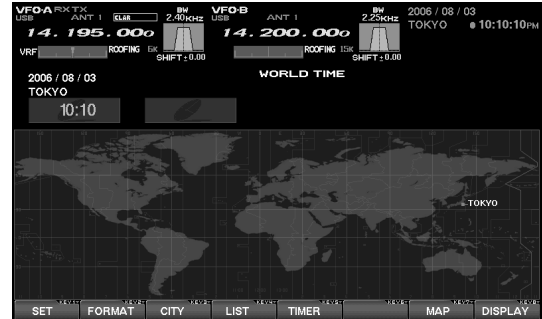 VFO-A RX TX
USB ANT 1 CLAR
BW
2.40KHZ
14. 195. 000
VRF ROOFING 6K
SHIFT ± 0.00
VFO-B
USB ANT 1
BW
2.25KHZ
14. 200. 000
ROOFING 15K
SHIFT ± 0.00
2006 / 08 / 03
TOKYO 10:10:10PM
WORLD TIME
2006 / 08 / 03
TOKYO
10:10
TOKYO
SET FORMAT CITY LIST TIMER MAP DISPLAY